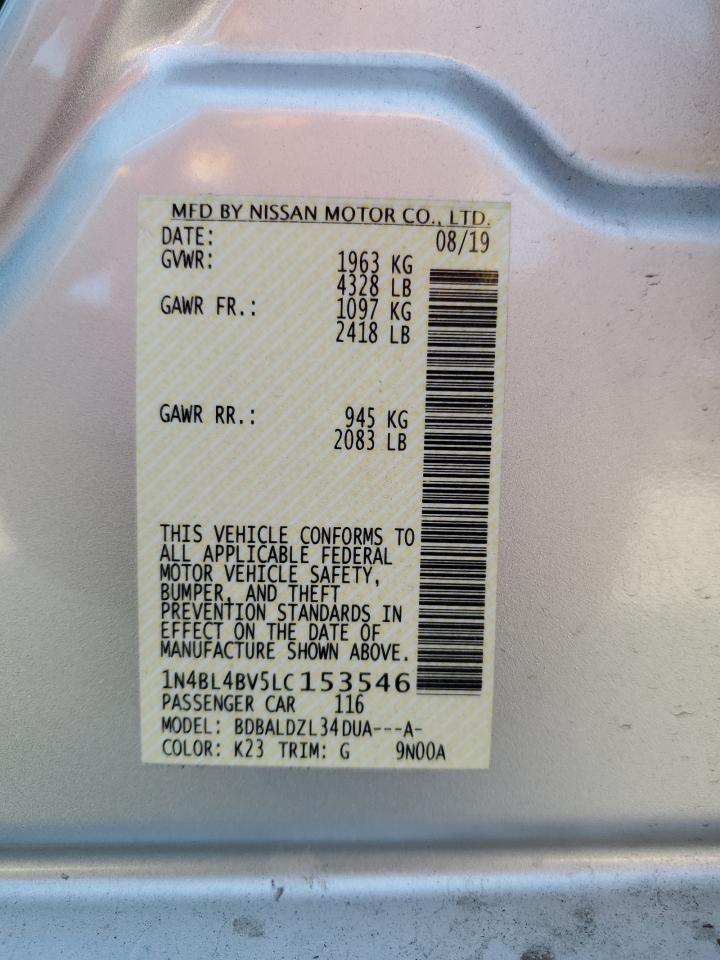 MFD BY NISSAN MOTOR CO., LTD.
DATE: 08/19
GVWR: 1963 KG
4328 LB
GAWR FR.: 1097 KG
2418 LB
GAWR RR.: 945 KG
2083 LB
THIS VEHICLE CONFORMS TO
ALL APPLICABLE FEDERAL
MOTOR VEHICLE SAFETY,
BUMPER, AND THEFT
PREVENTION STANDARDS IN
EFFECT ON THE DATE OF
MANUFACTURE SHOWN ABOVE.
1N4BL4BV5LC153546
PASSENGER CAR 116
MODEL: BDBALDZL34DUA---A-
COLOR: K23 TRIM: G 9N00A